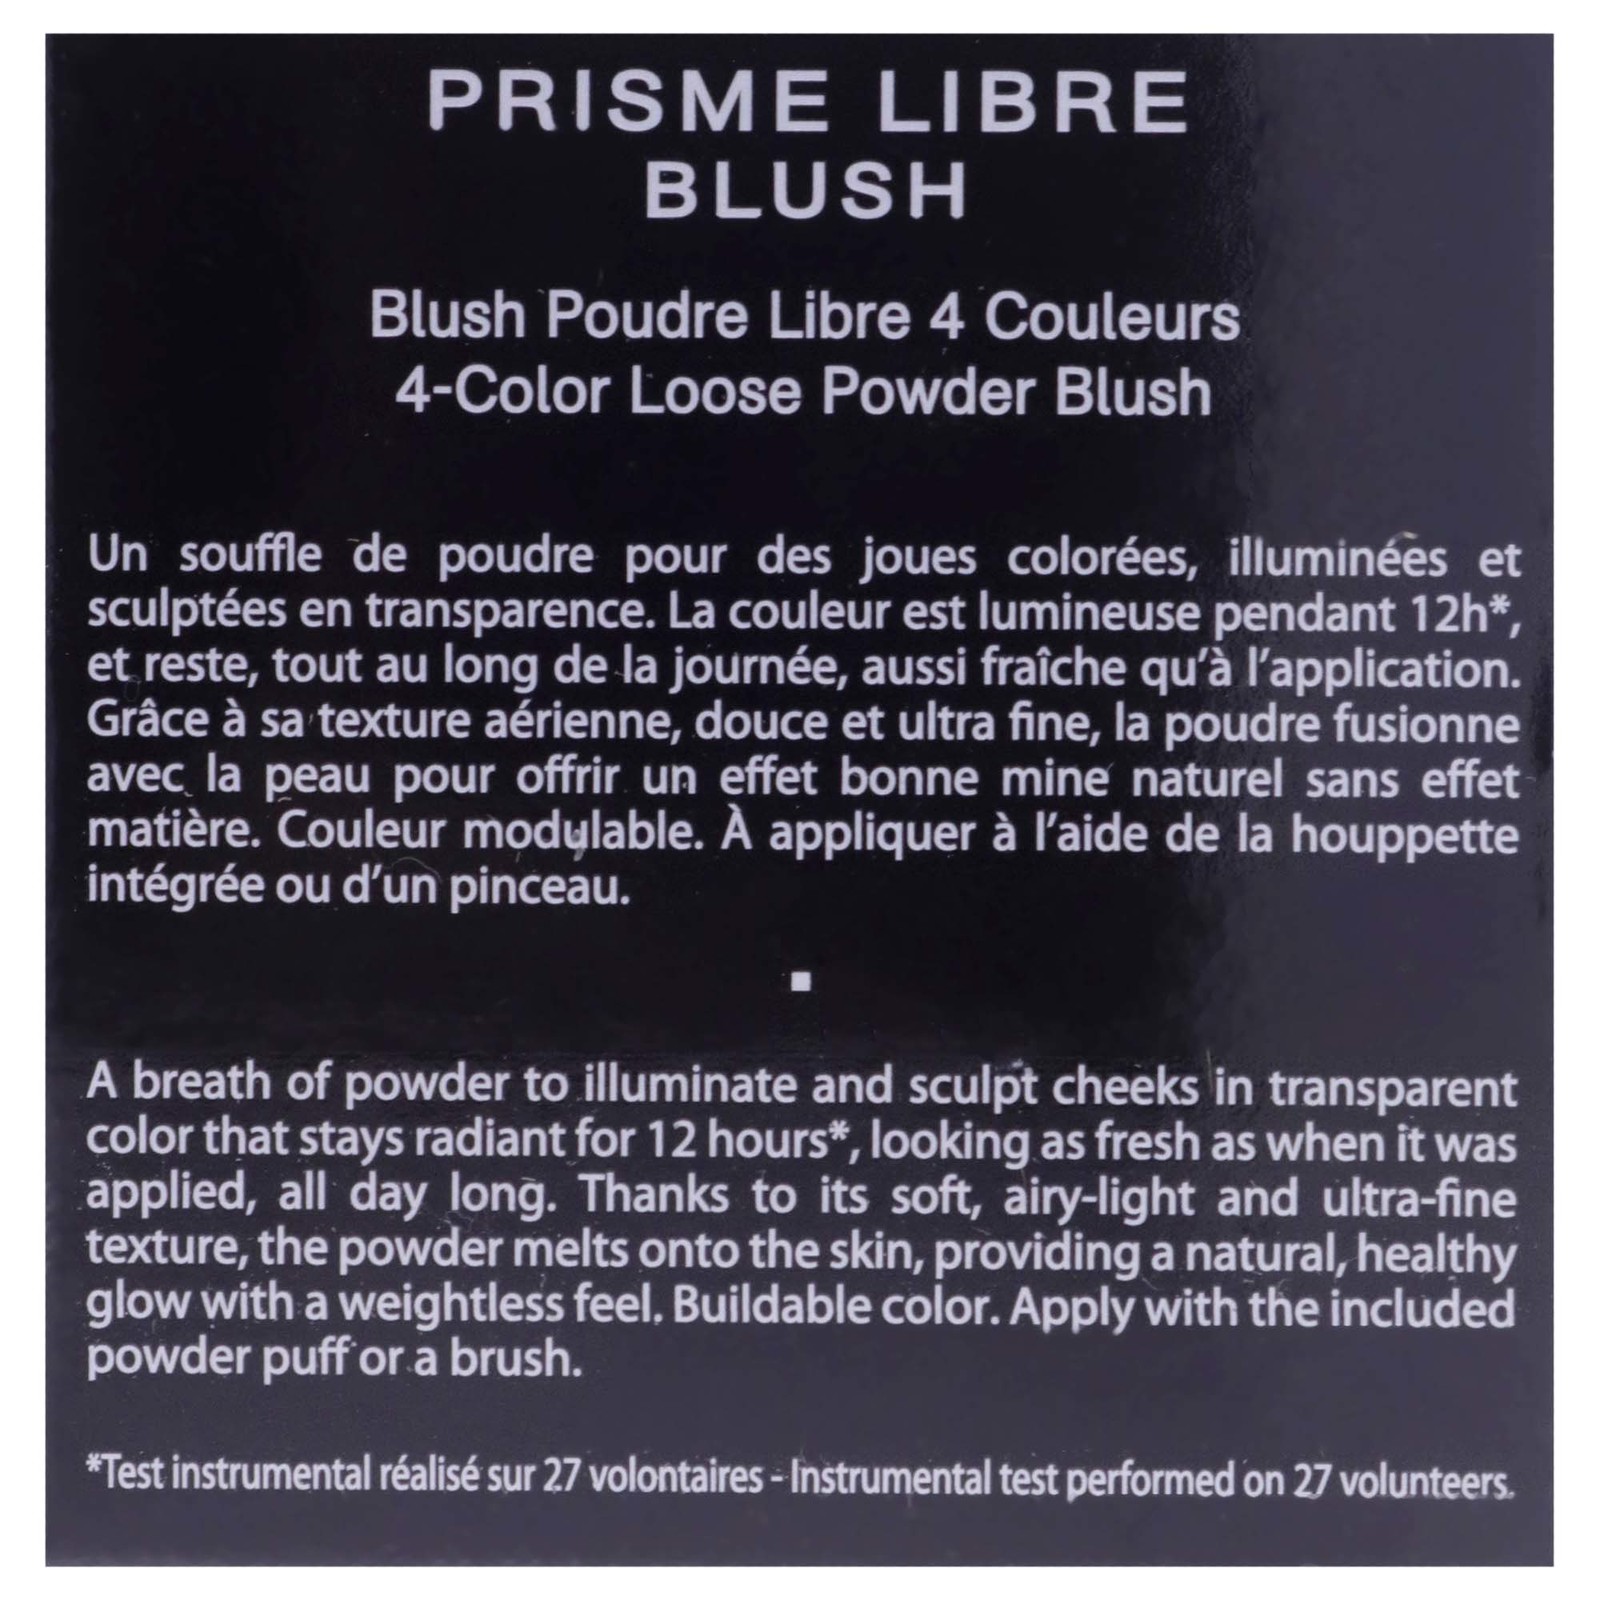 PRISME LIBRE
BLUSH
Blush Poudre Libre 4 Couleurs
4-Color Loose Powder Blush
Un souffle de poudre pour des joues colorées, illuminées et
sculptées en transparence. La couleur est lumineuse pendant 12h*,
et reste, tout au long de la journée, aussi fraîche qu’à l’application.
Grâce à sa texture aérienne, douce et ultra fine, la poudre fusionne
avec la peau pour offrir un effet bonne mine naturel sans effet
matière. Couleur modulable. À appliquer à l’aide de la houppette
intégrée ou d’un pinceau.
A breath of powder to illuminate and sculpt cheeks in transparent
color that stays radiant for 12 hours*, looking as fresh as when it was
applied, all day long. Thanks to its soft, airy-light and ultra-fine
texture, the powder melts onto the skin, providing a natural, healthy
glow with a weightless feel. Buildable color. Apply with the included
powder puff or a brush.
*Test instrumental réalisé sur 27 volontaires - Instrumental test performed on 27 volunteers.